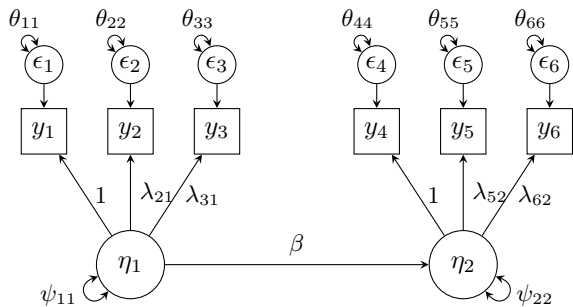 θ₁₁ θ₂₂ θ₃₃ θ₄₄ θ₅₅ θ₆₆
ϵ₁ ϵ₂ ϵ₃ ϵ₄ ϵ₅ ϵ₆
y₁ y₂ y₃ y₄ y₅ y₆
1 λ₂₁ λ₃₁ 1 λ₅₂ λ₆₂
η₁ β η₂
ψ₁₁ ψ₂₂